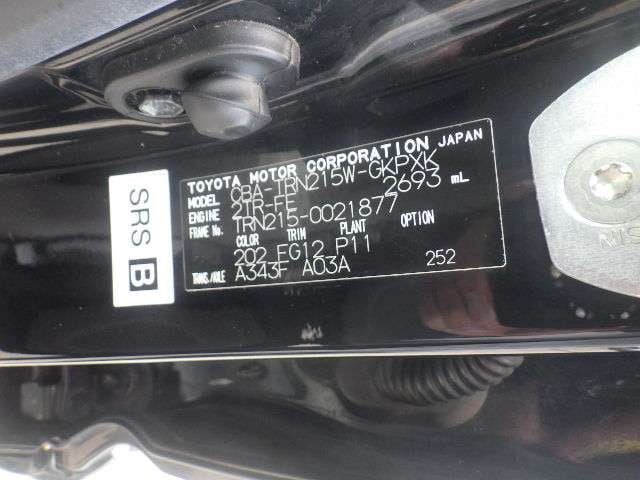 TOYOTA MOTOR CORPORATION JAPAN
MODEL CBA-TRN215W-GKPXK
ENGINE 2TR-FE 2693 mL
FRAME No. TRN215-0021877
COLOR TRIM PLANT OPTION
202 FG12 P11
TRANS./AXLE A343F A03A 252
SRS B